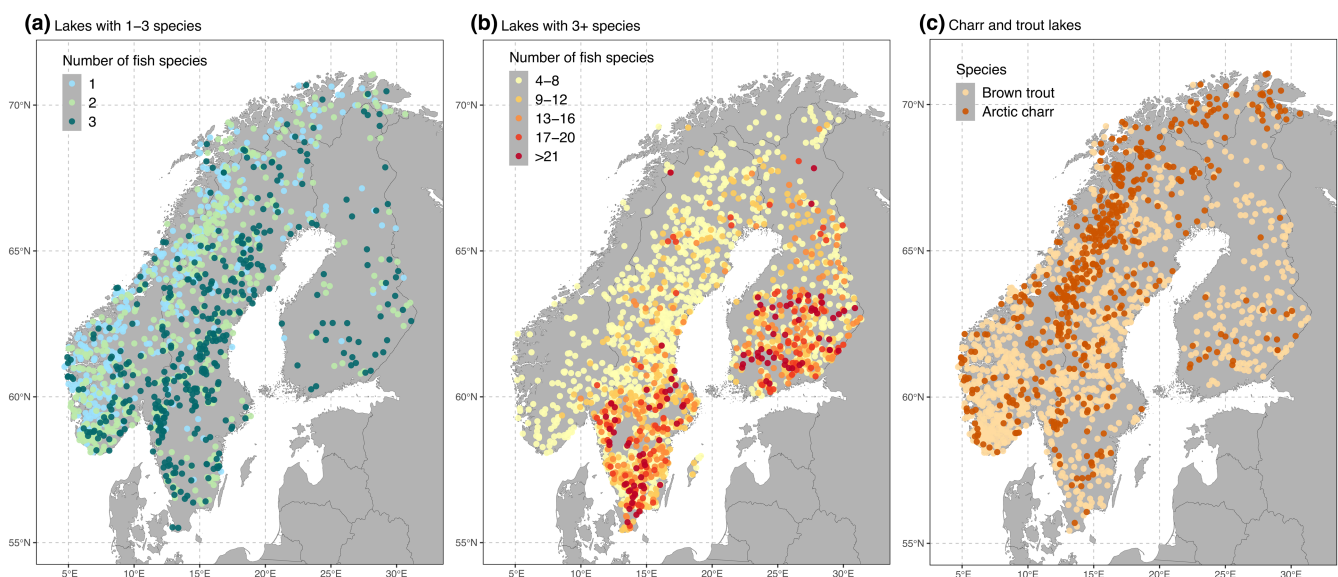 (a) Lakes with 1–3 species
Number of fish species
1
2
3
70°N
65°N
60°N
55°N
5°E 10°E 15°E 20°E 25°E 30°E
(b) Lakes with 3+ species
Number of fish species
4–8
9–12
13–16
17–20
>21
70°N
65°N
60°N
55°N
5°E 10°E 15°E 20°E 25°E 30°E
(c) Charr and trout lakes
Species
Brown trout
Arctic charr
70°N
65°N
60°N
55°N
5°E 10°E 15°E 20°E 25°E 30°E